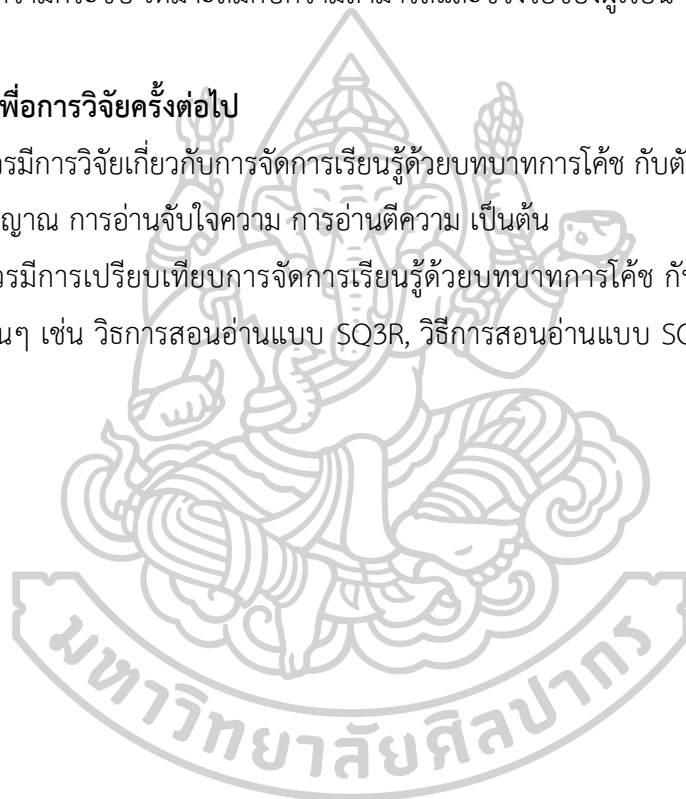 พื่อการวิจัยครั้งต่อไป
รมีการวิจัยเกี่ยวกับการจัดการเรียนรู้ด้วยบทบาทการโค้ช กับตั
ญาณ การอ่านจับใจความ การอ่านตีความ เป็นต้น
วรมีการเปรียบเทียบการจัดการเรียนรู้ด้วยบทบาทการโค้ช กับ
นๆ เช่น วิธการสอนอ่านแบบ SQ3R, วิธีการสอนอ่านแบบ SQ
มหาวิทยาลัยศิลปากร